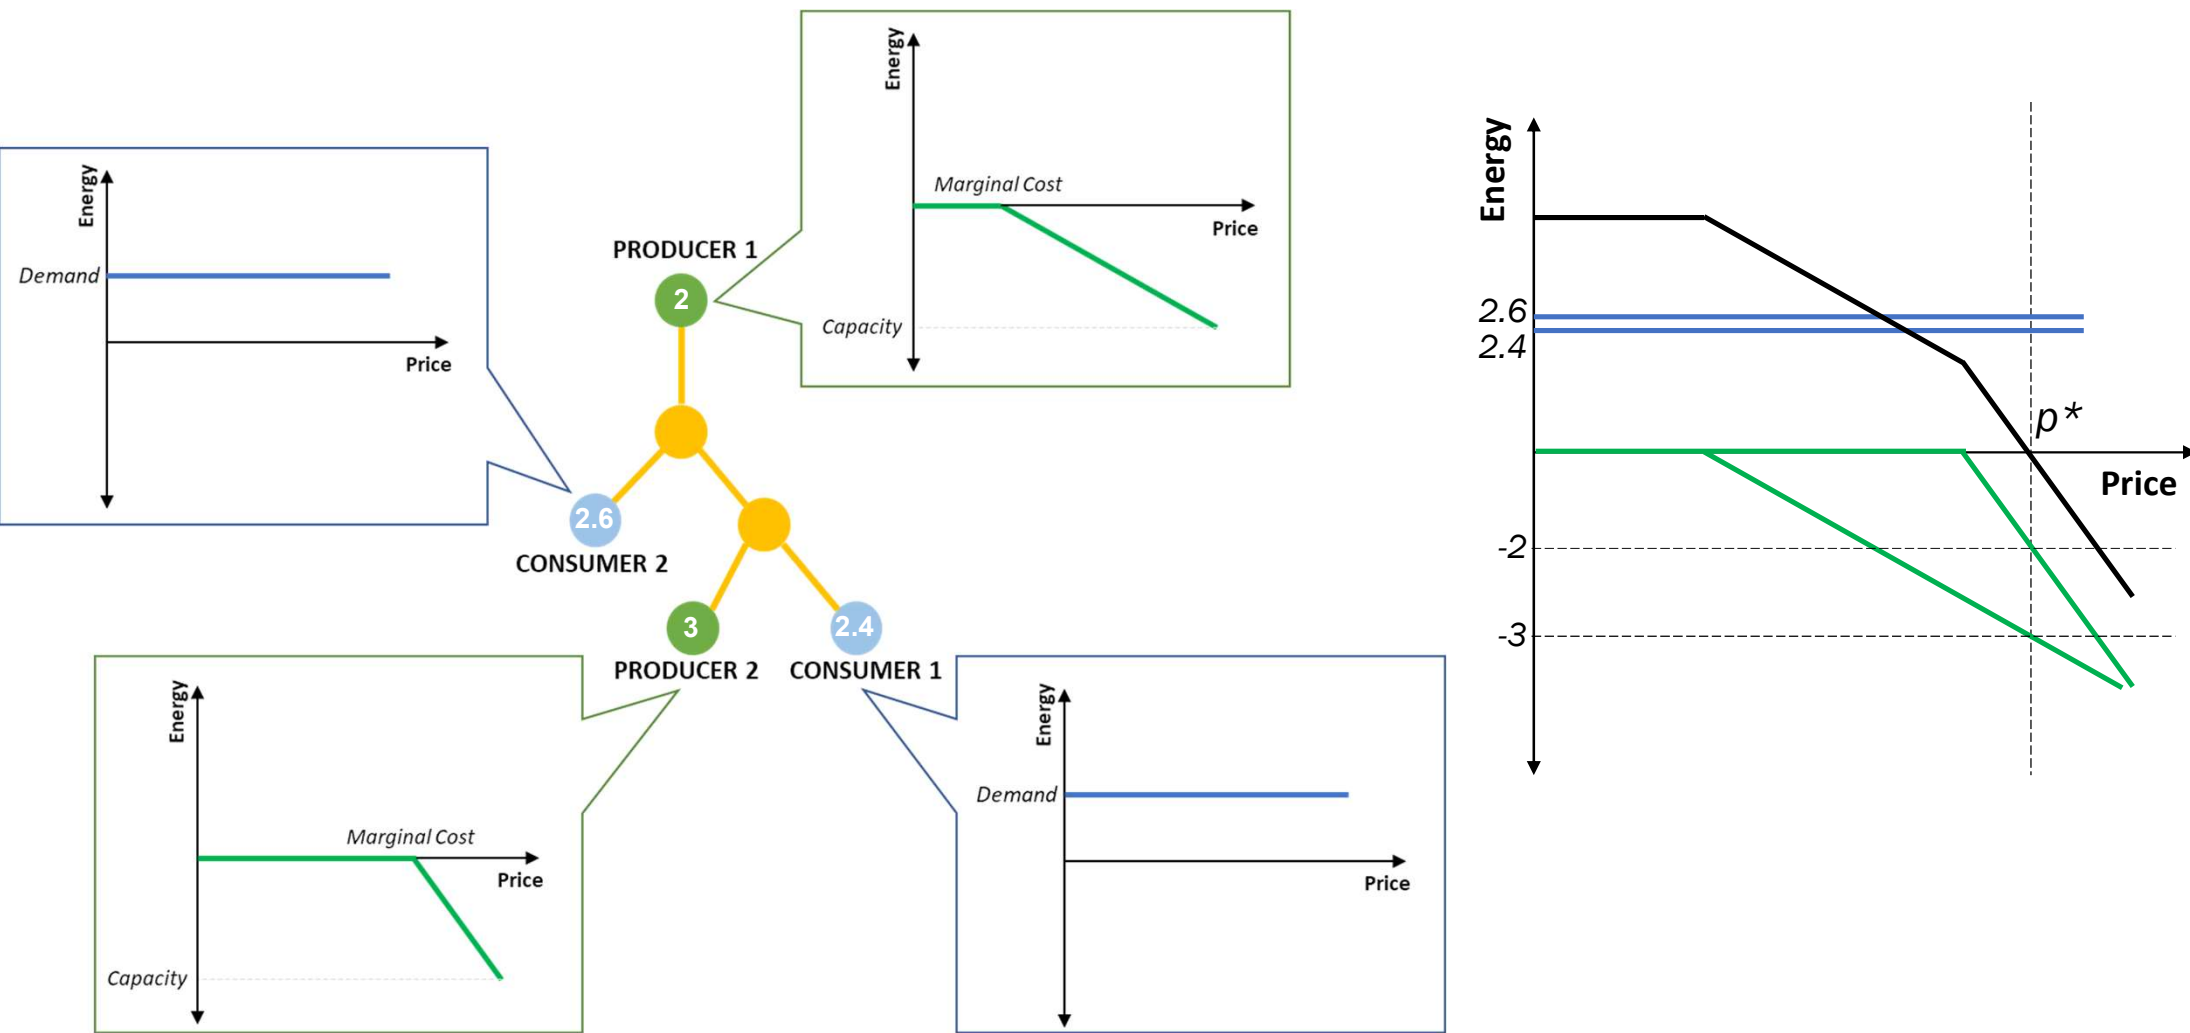 Energy
Demand
Price
PRODUCER 1
2
Energy
Marginal Cost
Price
Capacity
2.6
CONSUMER 2
3
PRODUCER 2
2.4
CONSUMER 1
Energy
Marginal Cost
Price
Capacity
Energy
Demand
Price
Energy
2.6
2.4
p*
Price
-2
-3